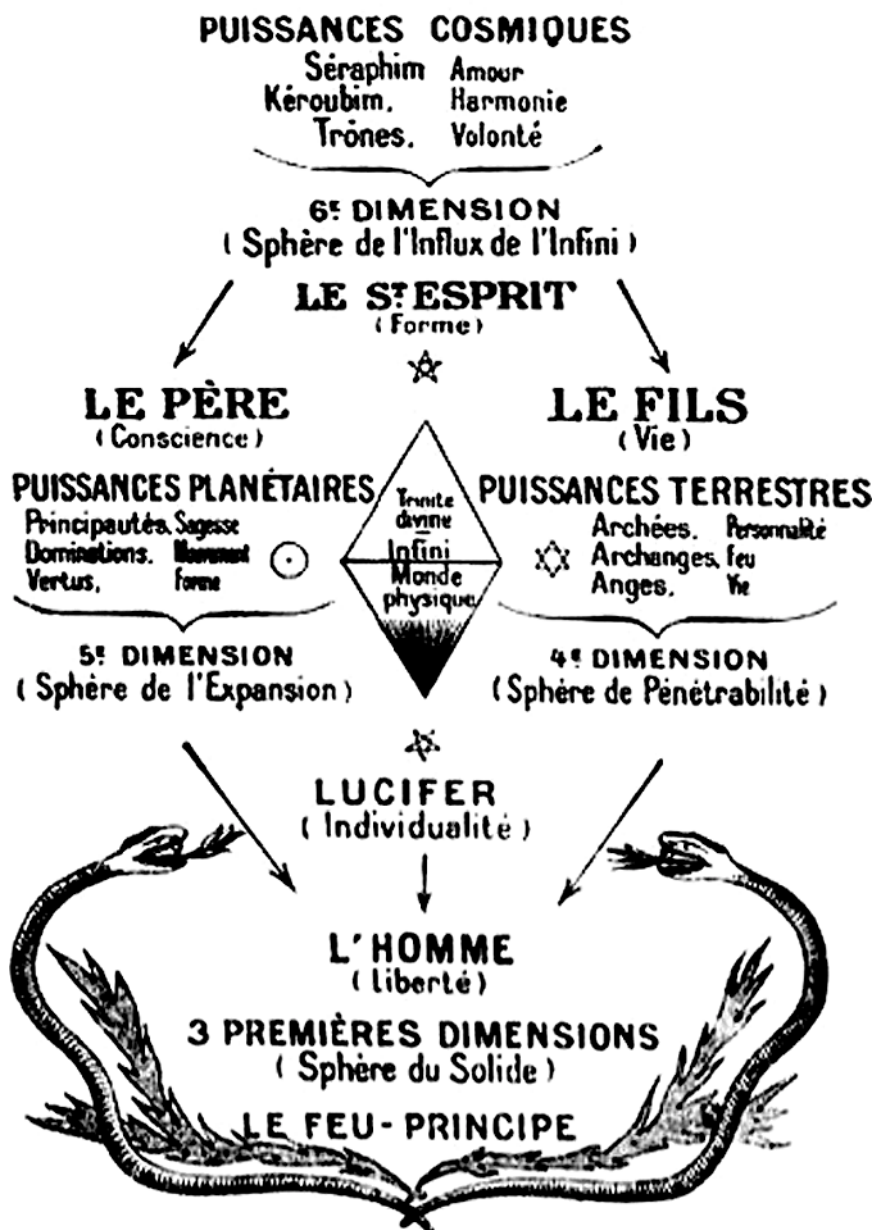 PUISSANCES COSMIQUES
Séraphim Amour
Kéroubim. Harmonie
Trônes. Volonté
6E DIMENSION
(Sphère de l'Influx de l'Infini)
LE ST ESPRIT
(Forme)
LE PÈRE
(Conscience)
LE FILS
(Vie)
PUISSANCES PLANÉTAIRES
Principautés. Sagesse
Dominations.
Vertus. Forme
5E DIMENSION
(Sphère de l'Expansion)
Trinite
divine
Infini
Monde
physique
PUISSANCES TERRESTRES
Archées. Personnalité
Archanges. Feu
Anges. Vie
4E DIMENSION
(Sphère de Pénétrabilité)
LUCIFER
(Individualité)
L'HOMME
(Liberté)
3 PREMIÈRES DIMENSIONS
(Sphère du Solide)
LE FEU-PRINCIPE